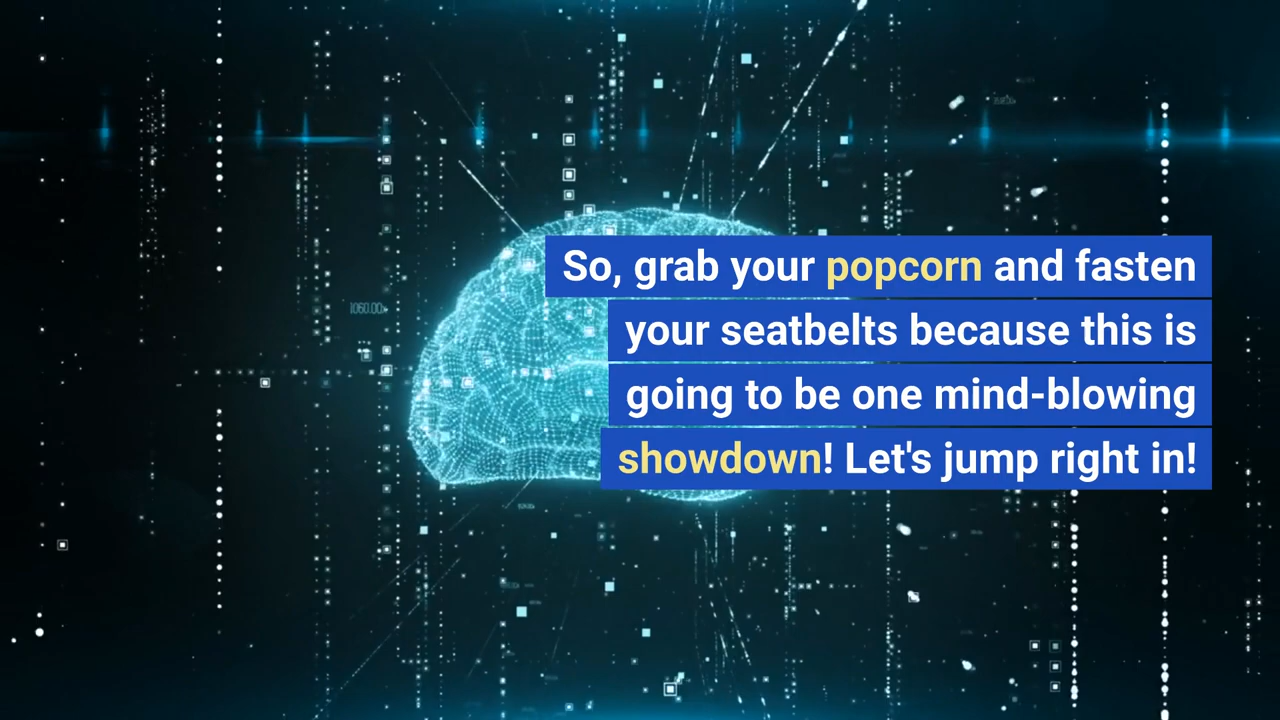 So, grab your popcorn and fasten
your seatbelts because this is
going to be one mind-blowing
showdown! Let's jump right in!